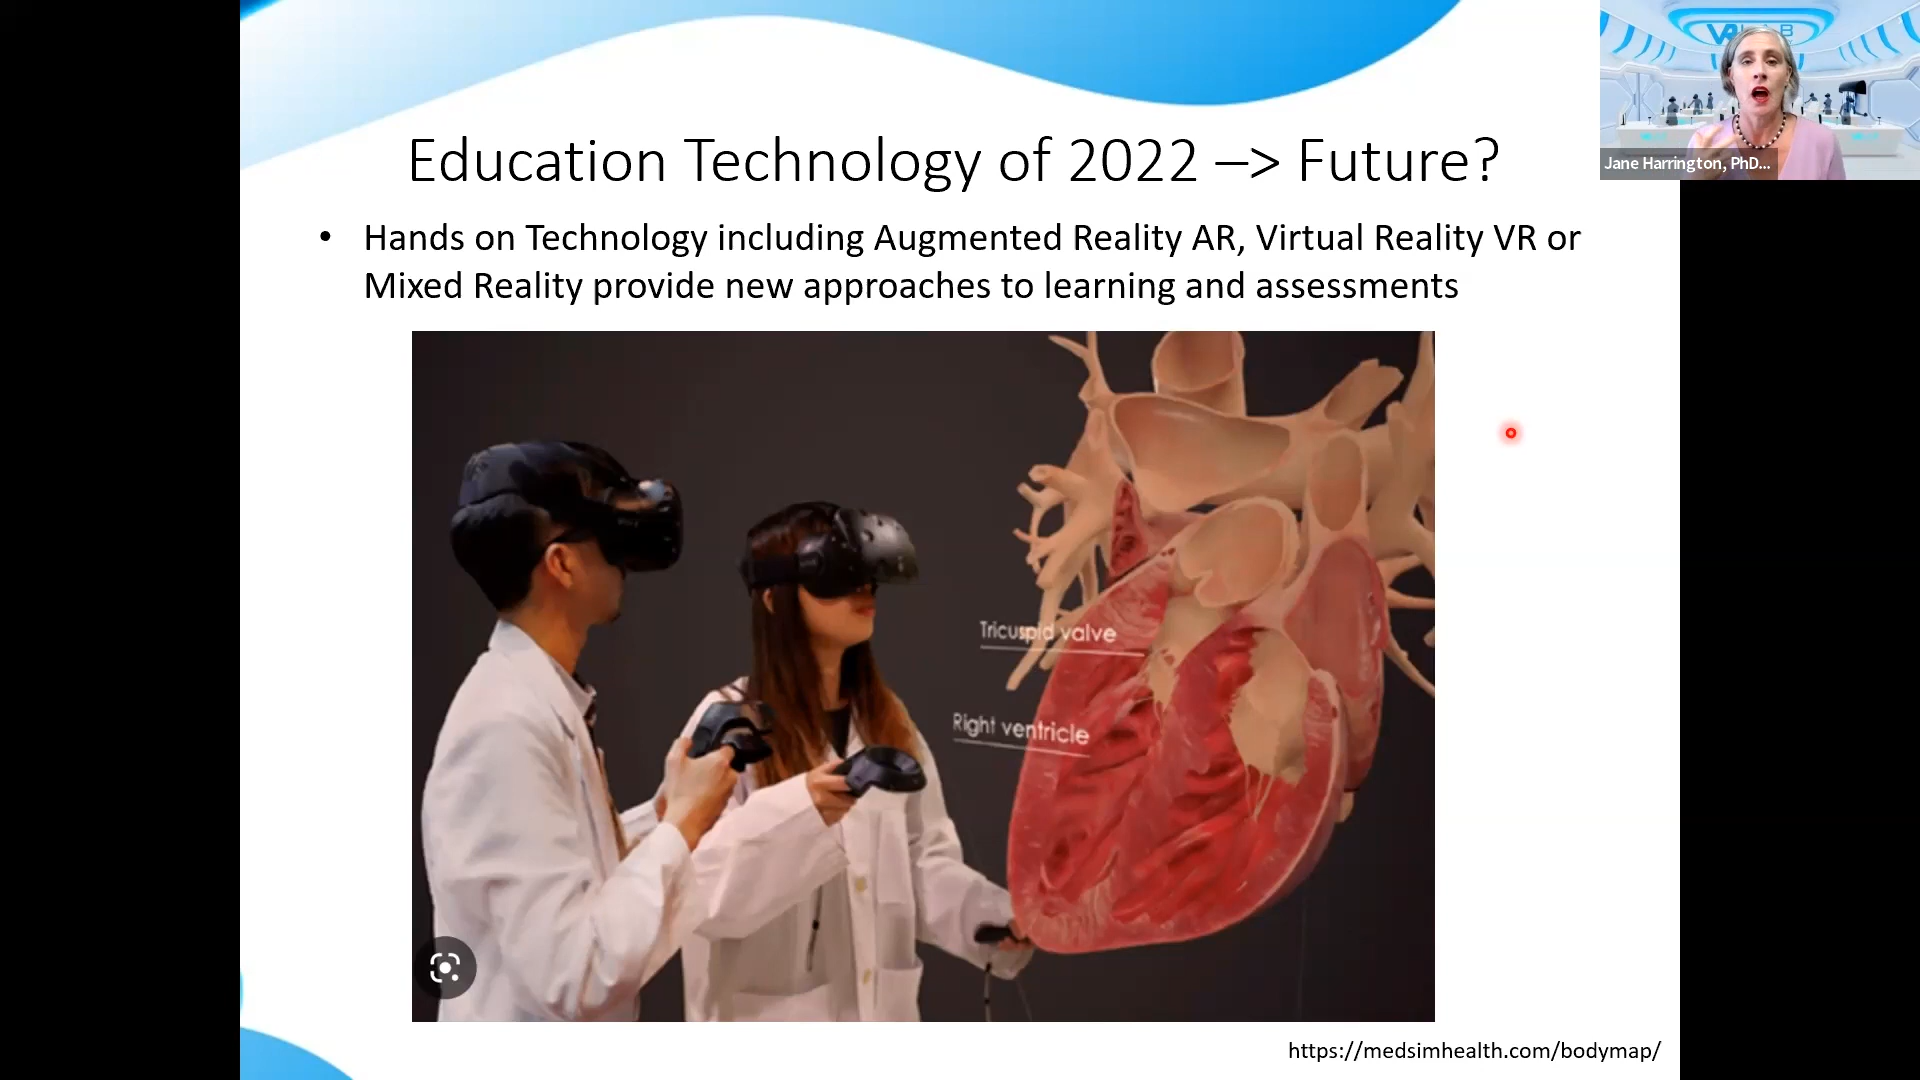 Education Technology of 2022 –> Future?
• Hands on Technology including Augmented Reality AR, Virtual Reality VR or
Mixed Reality provide new approaches to learning and assessments
Tricuspid valve
Right ventricle
https://medsimhealth.com/bodymap/
Jane Harrington, PhD...